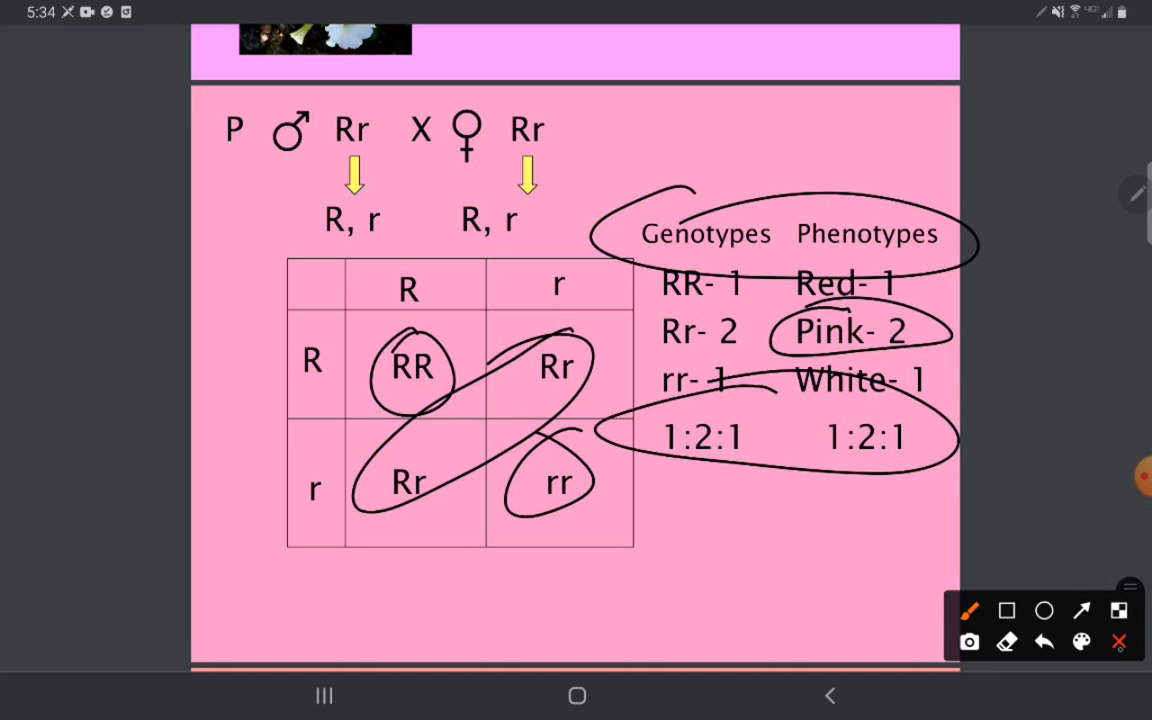 5:34
P ♂ Rr X ♀ Rr
R, r R, r
Genotypes Phenotypes
RR- 1 Red- 1
Rr- 2 Pink- 2
rr- 1 White- 1
1:2:1 1:2:1
R r
R RR Rr
r Rr rr